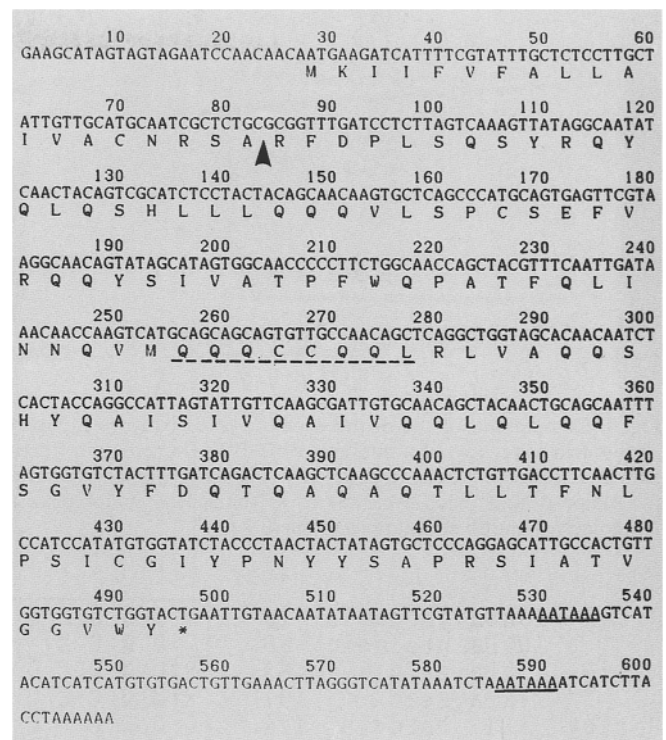 10 20 30 40 50 60
GAAGCATAGTAGTAGAATCCAACAACAATGAAGATCATTTTCGTATTTGCTCTCCTTGCT
M K I I F V F A L L A
70 80 90 100 110 120
ATTGTTGCATGCAATCGCTCTGCGCGGTTTGATCCTCTTAGTCAAAGTTATAGGCAATAT
I V A C N R S A R F D P L S Q S Y R Q Y
130 140 150 160 170 180
CAACTACAGTCGCATCTCCTACTACAGCAACAAGTGCTCAGCCCATGCAGTGAGTTCGTA
Q L Q S H L L L Q Q Q V L S P C S E F V
190 200 210 220 230 240
AGGCAACAGTATAGCATAGTGGCAACCCCCTTCTGGCAACCAGCTACGTTTCAATTGATA
R Q Q Y S I V A T P F W Q P A T F Q L I
250 260 270 280 290 300
AACAACCAAGTCATGCAGCAGCAGTGTTGCCAACAGCTCAGGCTGGTAGCACAACAATCT
N N Q V M Q Q Q C C Q Q L R L V A Q Q S
310 320 330 340 350 360
CACTACCAGGCCATTAGTATTGTTCAAGCGATTGTGCAACAGCTACAACTGCAGCAATTT
H Y Q A I S I V Q A I V Q Q L Q L Q Q F
370 380 390 400 410 420
AGTGGTGTCTACTTTGATCAGACTCAAGCTCAAGCCCAAACTCTGTTGACCTTCAACTTG
S G V Y F D Q T Q A Q A Q T L L T F N L
430 440 450 460 470 480
CCATCCATATGTGGTATCTACCCTAACTACTATAGTGCTCCCAGGAGCATTGCCACTGTT
P S I C G I Y P N Y Y S A P R S I A T V
490 500 510 520 530 540
GGTGGTGTCTGGTACTGAATTGTAACAATATAATAGTTCGTATGTTAAAAATAAAGTCAT
G G V W Y *
550 560 570 580 590 600
ACATCATCATGTGTGACTGTTGAAACTTAGGGTCATATAAATCTAAATAAAATCATCTTA
CCTAAAAAA